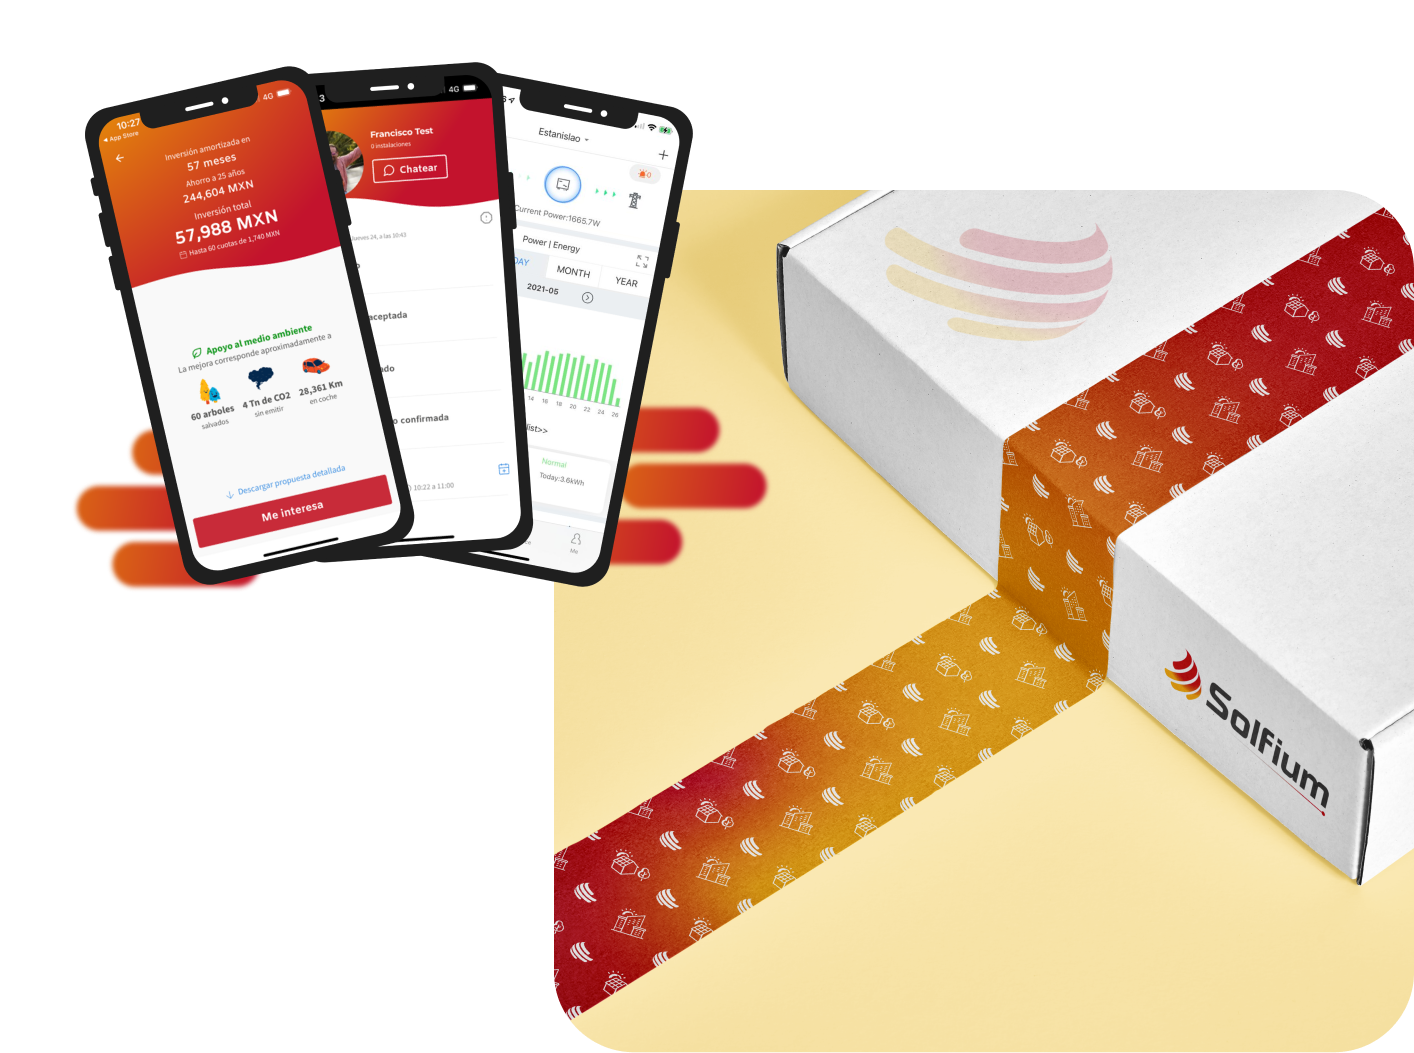 10:27
App Store
4G
Inversión amortizada en
57 meses
Ahorro a 25 años
244,604 MXN
Inversión total
57,988 MXN
Hasta 60 cuotas de 1,740 MXN
Apoyo al medio ambiente
La mejora corresponde aproximadamente a
60 arboles
salvados
4 Tn de CO2
sin emitir
28,361 Km
en coche
Descargar propuesta detallada
Me interesa
3
4G
Francisco Test
0 instalaciones
Chatear
Jueves 24, a las 10:43
aceptada
o confirmada
10:22 a 11:00
Estanislao
Current Power:1665.7W
Power | Energy
DAY
MONTH
YEAR
2021-05
14 16 18 20 22 24 26
list>>
Normal
Today:3.6kWh
Me
Solfium